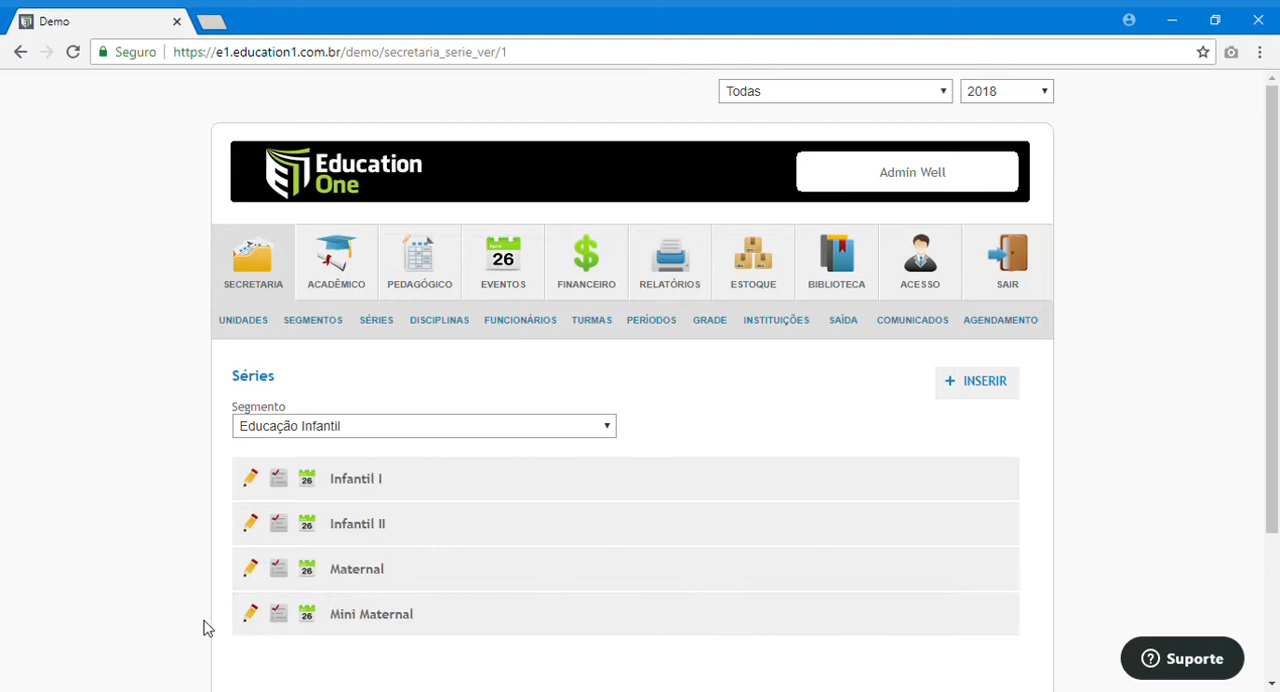 Demo
Seguro https://e1.education1.com.br/demo/secretaria_serie_ver/1
Todas 2018
Education
One
Admin Well
26
SECRETARIA ACADÊMICO PEDAGÓGICO EVENTOS FINANCEIRO RELATÓRIOS ESTOQUE BIBLIOTECA ACESSO SAIR
UNIDADES SEGMENTOS SÉRIES DISCIPLINAS FUNCIONÁRIOS TURMAS PERÍODOS GRADE INSTITUIÇÕES SAÍDA COMUNICADOS AGENDAMENTO
Séries
+ INSERIR
Segmento
Educação Infantil
26 Infantil I
26 Infantil II
26 Maternal
26 Mini Maternal
Suporte